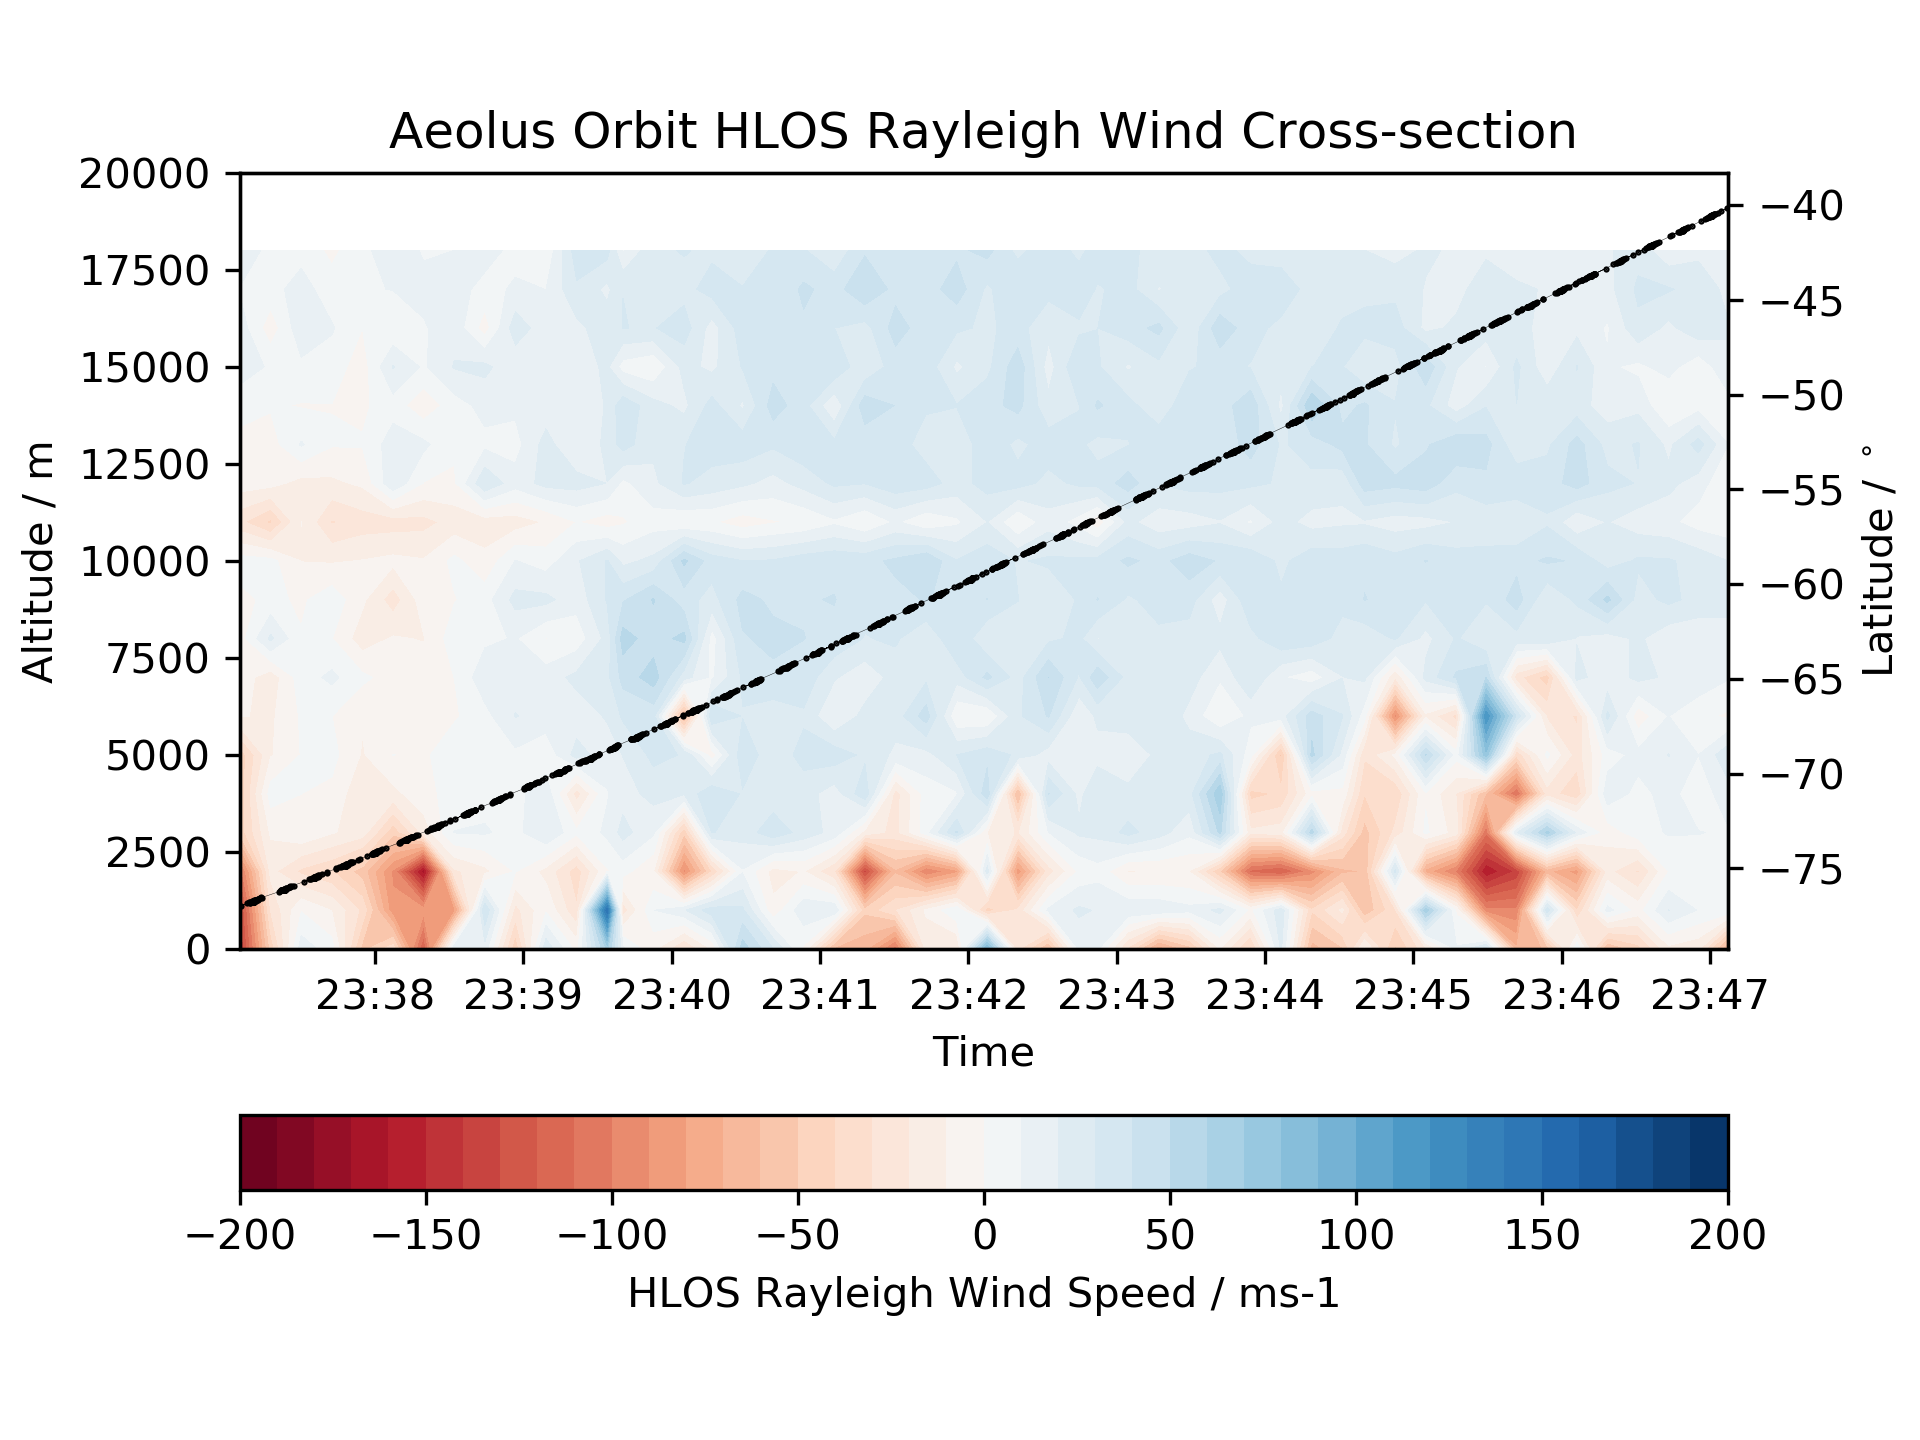 Aeolus Orbit HLOS Rayleigh Wind Cross-section
20000
17500
15000
12500
10000
7500
5000
2500
0
Altitude / m
−40
−45
−50
−55
−60
−65
−70
−75
Latitude / °
23:38 23:39 23:40 23:41 23:42 23:43 23:44 23:45 23:46 23:47
Time
−200 −150 −100 −50 0 50 100 150 200
HLOS Rayleigh Wind Speed / ms-1